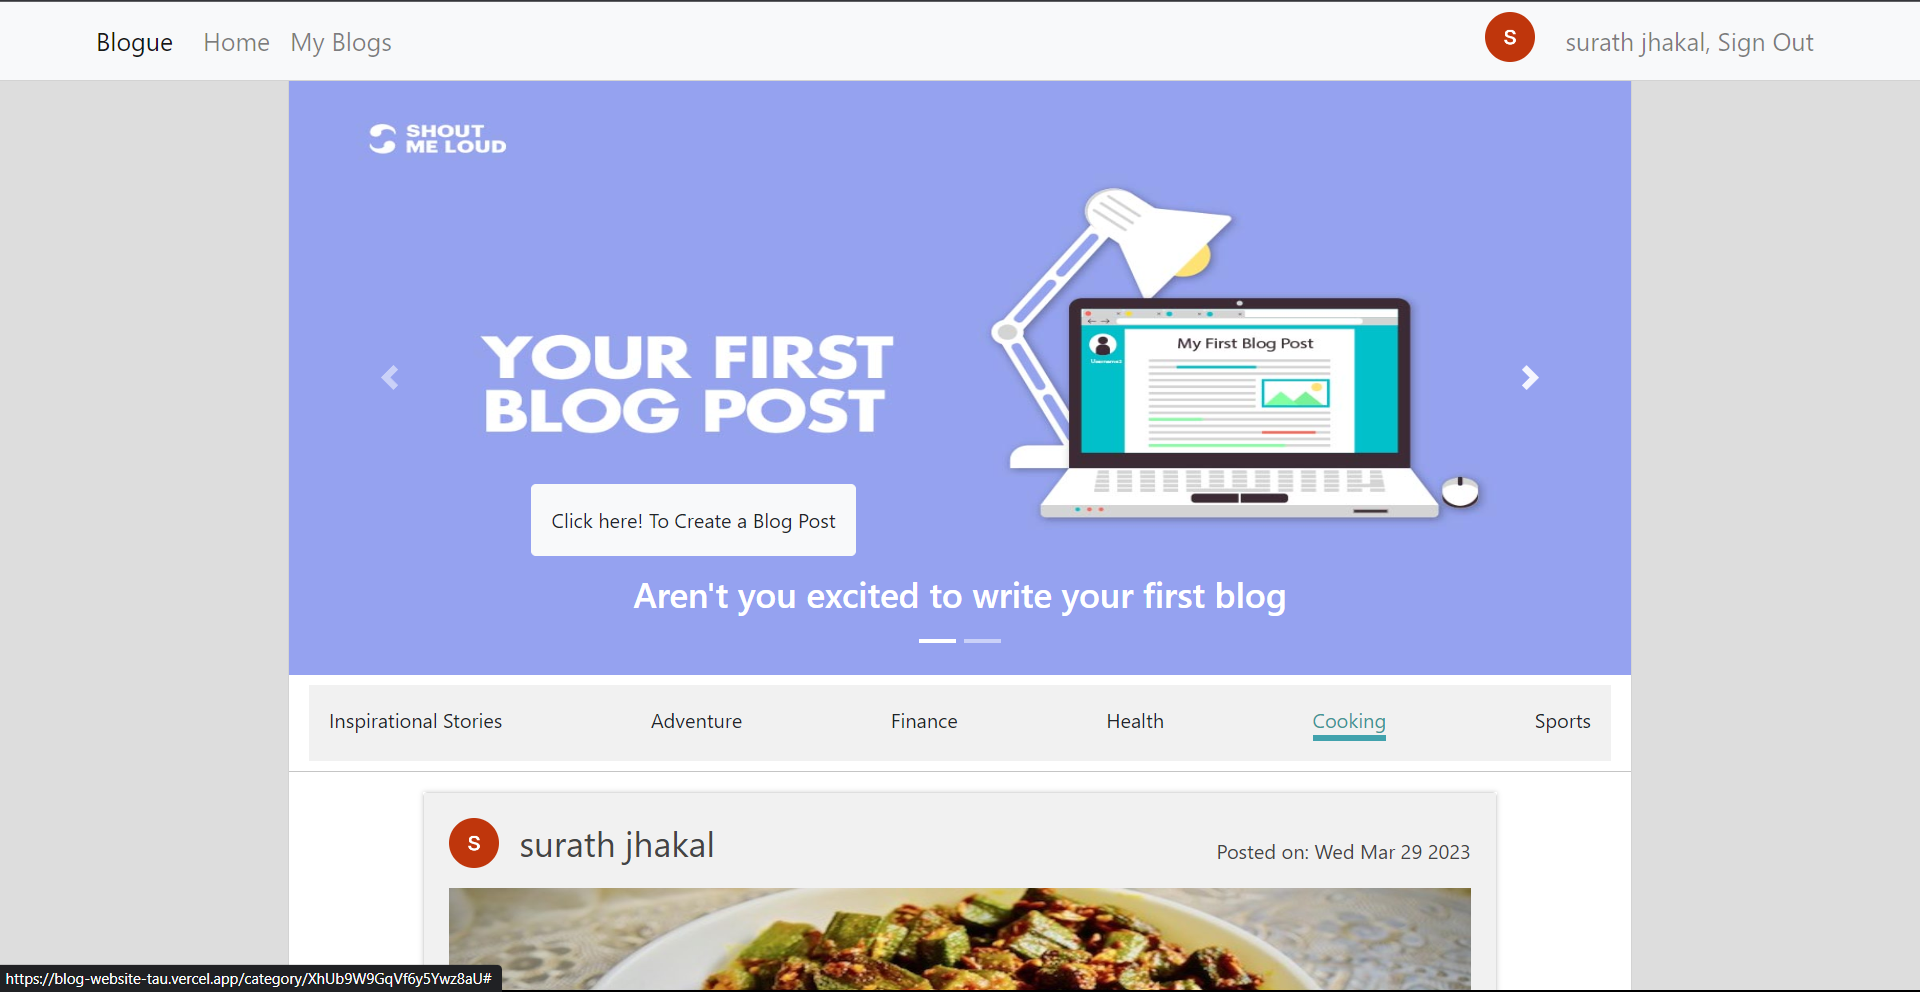 Blogue Home My Blogs S surath jhakal, Sign Out
SHOUT
ME LOUD
YOUR FIRST
BLOG POST
My First Blog Post
Click here! To Create a Blog Post
Aren't you excited to write your first blog
Inspirational Stories Adventure Finance Health Cooking Sports
S surath jhakal Posted on: Wed Mar 29 2023
https://blog-website-tau.vercel.app/category/XhUb9W9GqVf6y5Ywz8aU#